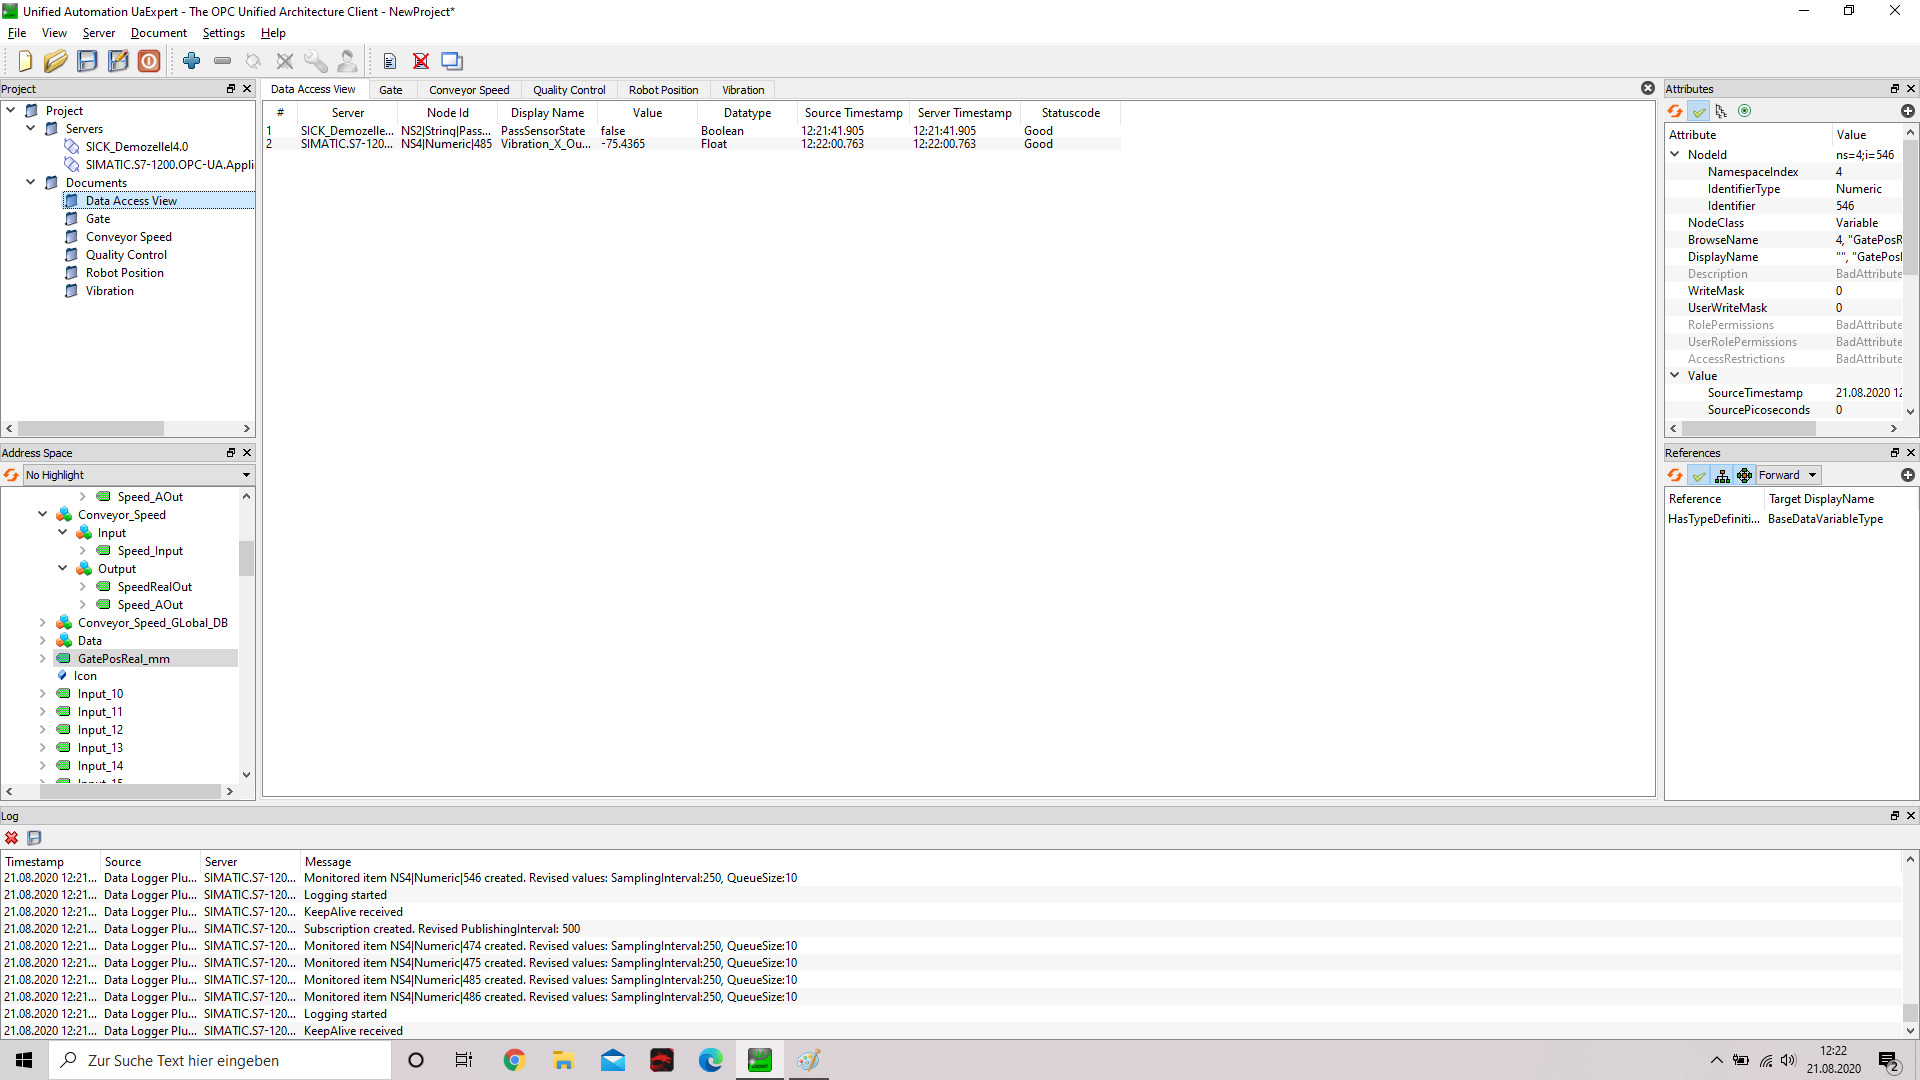 Unified Automation UaExpert - The OPC Unified Architecture Client - NewProject*
File View Server Document Settings Help
Project
Project
Servers
SICK_DemozelleI4.0
SIMATIC.S7-1200.OPC-UA.Appli
Documents
Data Access View
Gate
Conveyor Speed
Quality Control
Robot Position
Vibration
Address Space
No Highlight
Speed_AOut
Conveyor_Speed
Input
Speed_Input
Output
SpeedRealOut
Speed_AOut
Conveyor_Speed_GLobal_DB
Data
GatePosReal_mm
Icon
Input_10
Input_11
Input_12
Input_13
Input_14
Input_15
Data Access View Gate Conveyor Speed Quality Control Robot Position Vibration
# Server Node Id Display Name Value Datatype Source Timestamp Server Timestamp Statuscode
1 SICK_Demozelle... NS2|String|Pass... PassSensorState false Boolean 12:21:41.905 12:21:41.905 Good
2 SIMATIC.S7-120... NS4|Numeric|485 Vibration_X_Ou... -75.4365 Float 12:22:00.763 12:22:00.763 Good
Attributes
Attribute Value
NodeId ns=4;i=546
NamespaceIndex 4
IdentifierType Numeric
Identifier 546
NodeClass Variable
BrowseName 4, "GatePosR
DisplayName "", "GatePosI
Description BadAttribute
WriteMask 0
UserWriteMask 0
RolePermissions BadAttribute
UserRolePermissions BadAttribute
AccessRestrictions BadAttribute
Value
SourceTimestamp 21.08.2020 12
SourcePicoseconds 0
References
Forward
Reference Target DisplayName
HasTypeDefiniti... BaseDataVariableType
Log
Timestamp Source Server Message
21.08.2020 12:21... Data Logger Plu... SIMATIC.S7-120... Monitored item NS4|Numeric|546 created. Revised values: SamplingInterval:250, QueueSize:10
21.08.2020 12:21... Data Logger Plu... SIMATIC.S7-120... Logging started
21.08.2020 12:21... Data Logger Plu... SIMATIC.S7-120... KeepAlive received
21.08.2020 12:21... Data Logger Plu... SIMATIC.S7-120... Subscription created. Revised PublishingInterval: 500
21.08.2020 12:21... Data Logger Plu... SIMATIC.S7-120... Monitored item NS4|Numeric|474 created. Revised values: SamplingInterval:250, QueueSize:10
21.08.2020 12:21... Data Logger Plu... SIMATIC.S7-120... Monitored item NS4|Numeric|475 created. Revised values: SamplingInterval:250, QueueSize:10
21.08.2020 12:21... Data Logger Plu... SIMATIC.S7-120... Monitored item NS4|Numeric|485 created. Revised values: SamplingInterval:250, QueueSize:10
21.08.2020 12:21... Data Logger Plu... SIMATIC.S7-120... Monitored item NS4|Numeric|486 created. Revised values: SamplingInterval:250, QueueSize:10
21.08.2020 12:21... Data Logger Plu... SIMATIC.S7-120... Logging started
21.08.2020 12:21... Data Logger Plu... SIMATIC.S7-120... KeepAlive received
Zur Suche Text hier eingeben
12:22
21.08.2020
2